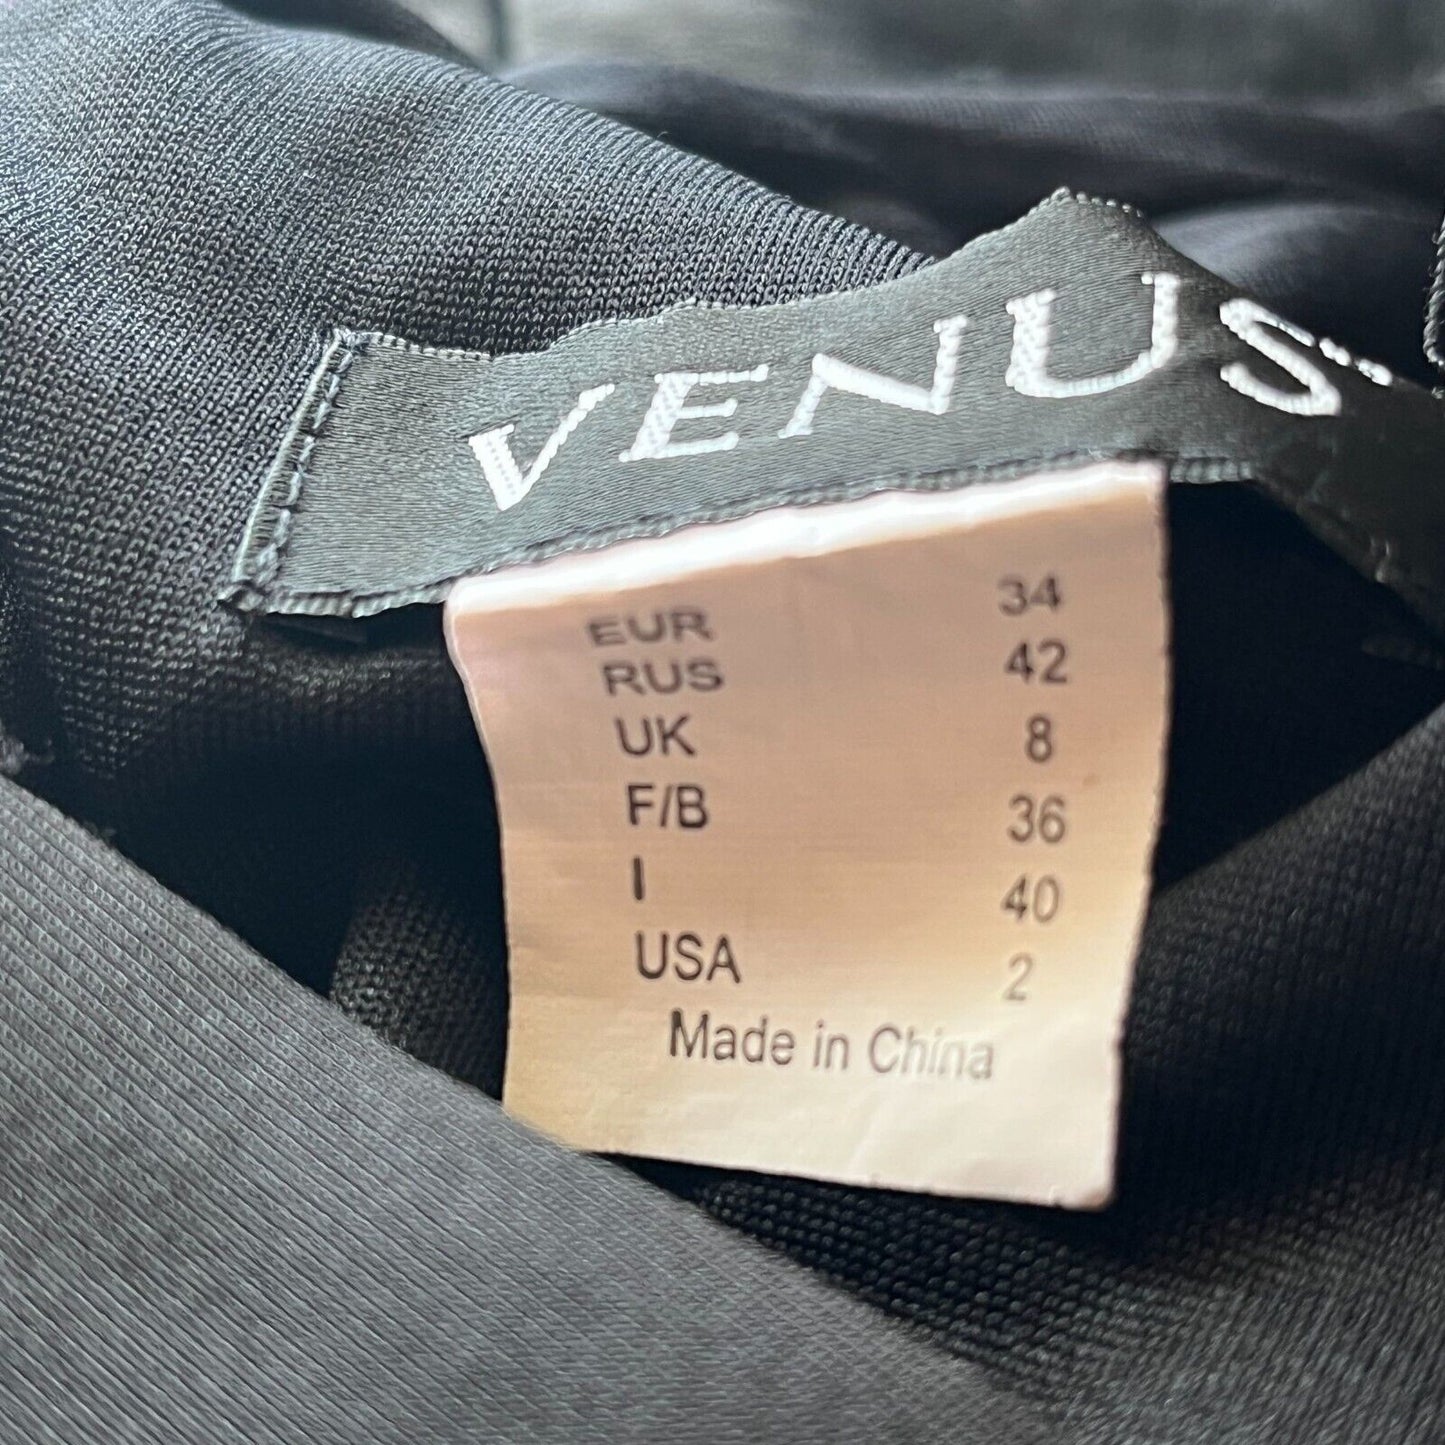 VENUS
EUR 34
RUS 42
UK 8
F/B 36
I 40
USA 2
Made in China